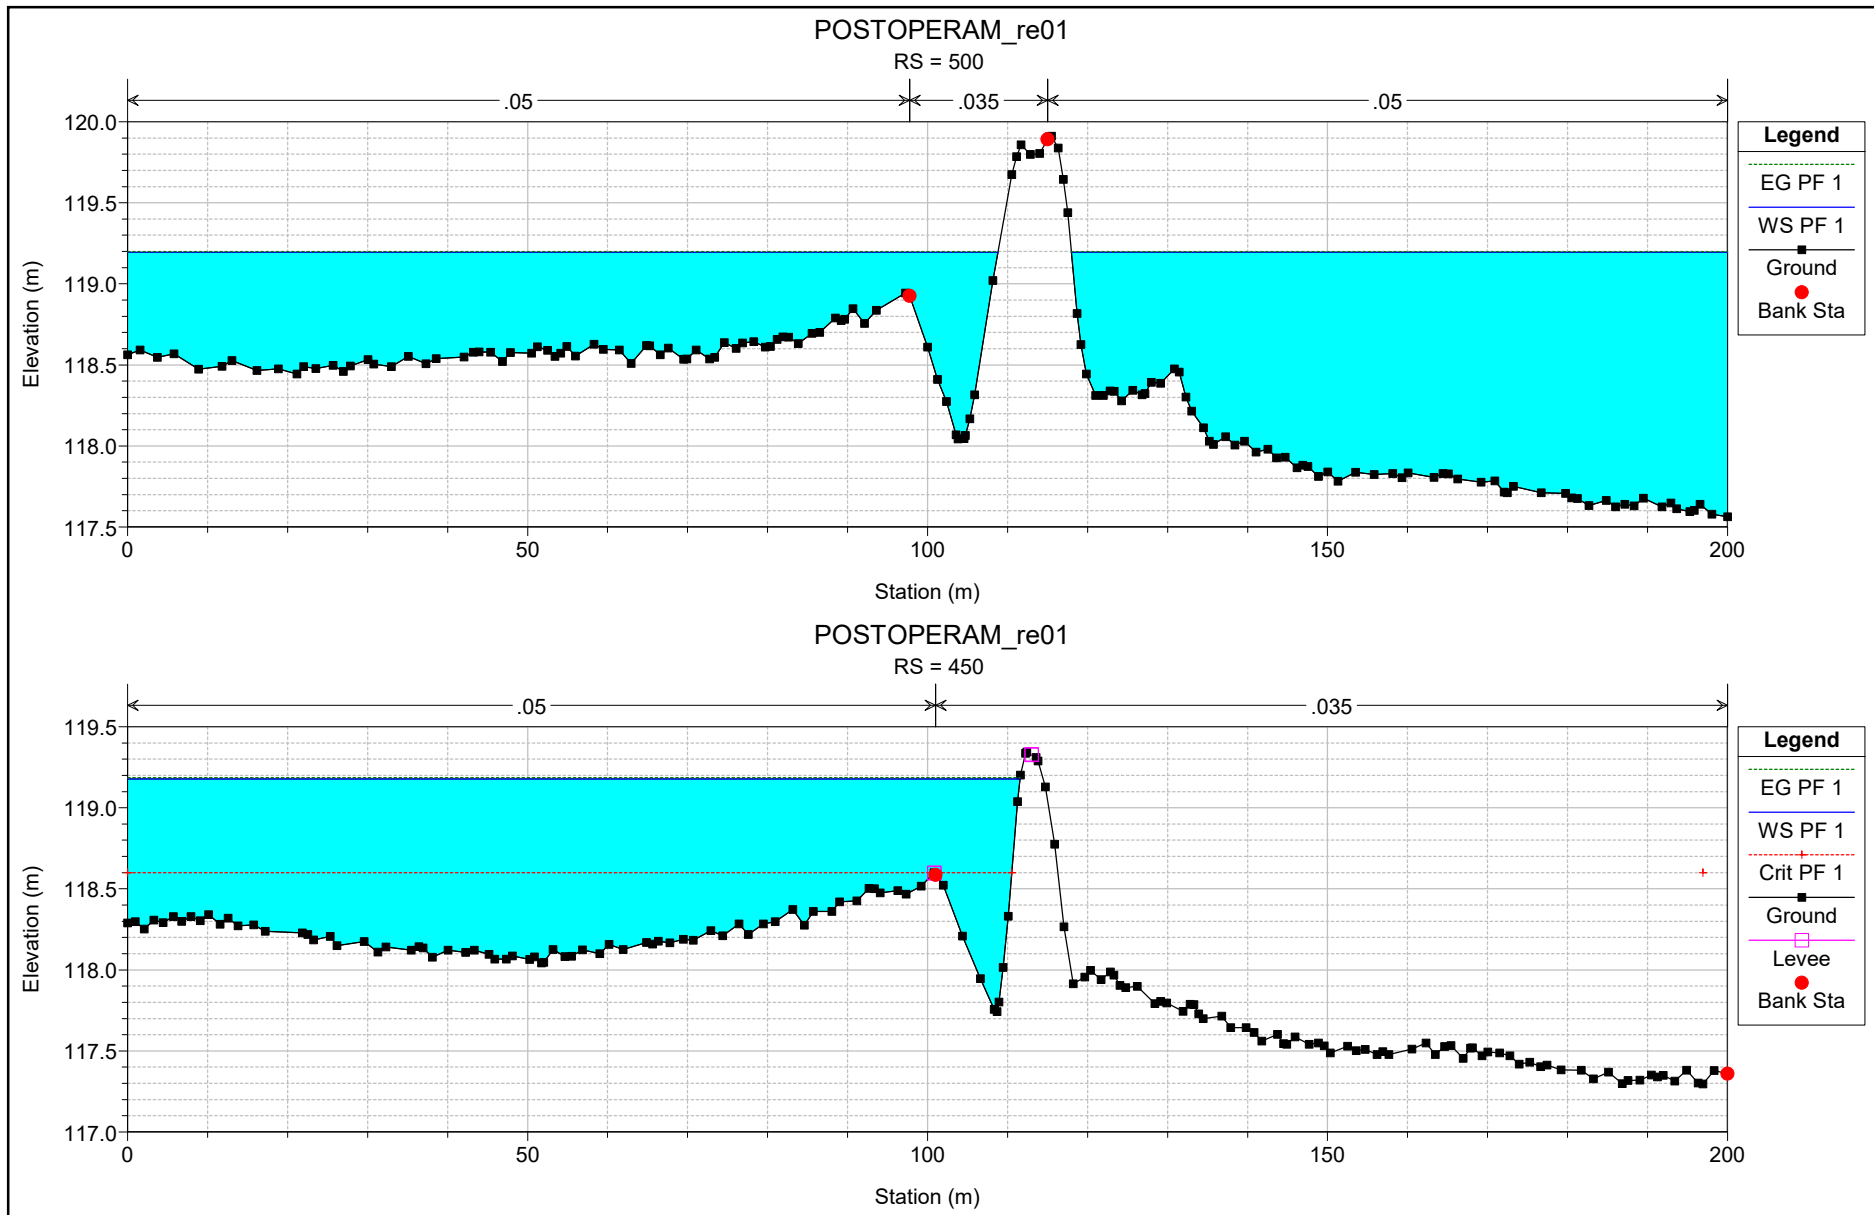 POSTOPERAM_re01
RS = 500
.05 .035 .05
120.0
119.5
119.0
118.5
118.0
117.5
0 50 100 150 200
Elevation (m)
Station (m)
Legend
EG PF 1
WS PF 1
Ground
Bank Sta
POSTOPERAM_re01
RS = 450
.05 .035
119.5
119.0
118.5
118.0
117.5
117.0
0 50 100 150 200
Elevation (m)
Station (m)
Legend
EG PF 1
WS PF 1
Crit PF 1
Ground
Levee
Bank Sta